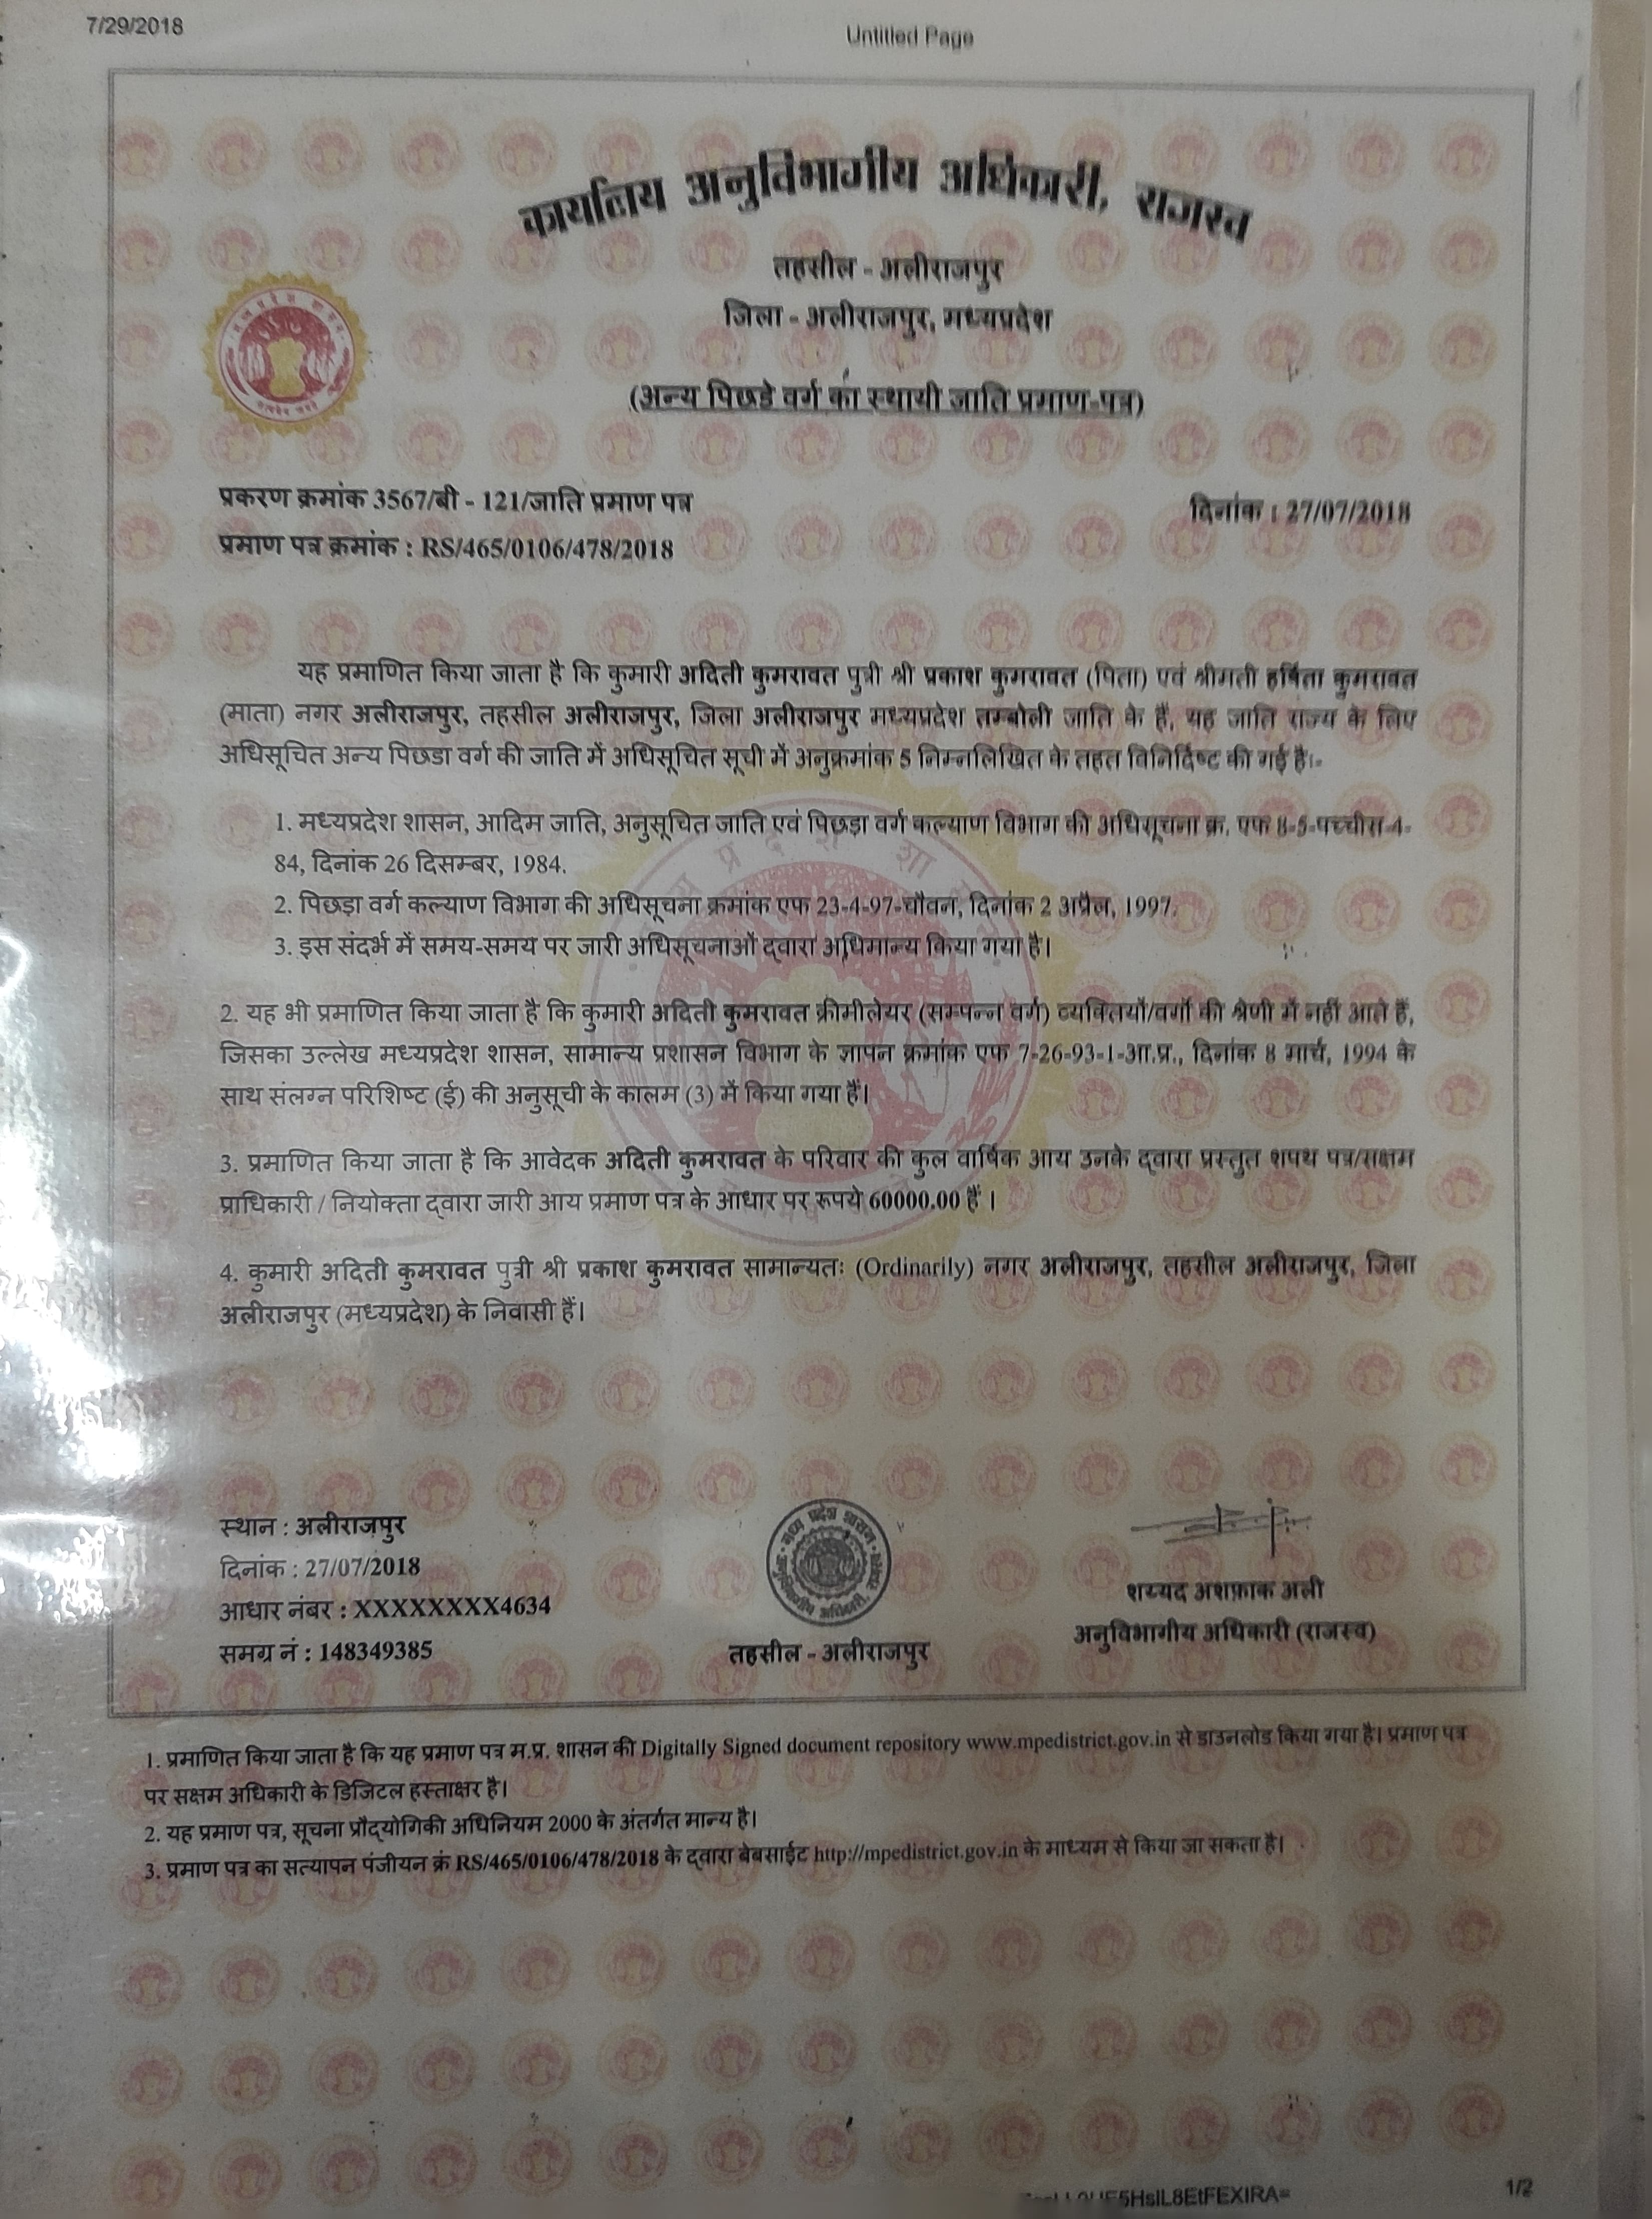 7/29/2018
Untitled Page
कार्यालय अनुविभागीय अधिकारी, राजस्व
तहसील - अलीराजपुर
जिला - अलीराजपुर, मध्यप्रदेश
(अन्य पिछडे वर्ग का स्थायी जाति प्रमाण-पत्र)
प्रकरण क्रमांक 3567/बी - 121/जाति प्रमाण पत्र
दिनांक : 27/07/2018
प्रमाण पत्र क्रमांक : RS/465/0106/478/2018
यह प्रमाणित किया जाता है कि कुमारी अदिती कुमरावत पुत्री श्री प्रकाश कुमरावत (पिता) एवं श्रीमती हर्षिता कुमरावत
(माता) नगर अलीराजपुर, तहसील अलीराजपुर, जिला अलीराजपुर मध्यप्रदेश तम्बोली जाति के हैं, यह जाति राज्य के लिए
अधिसूचित अन्य पिछडा वर्ग की जाति में अधिसूचित सूची में अनुक्रमांक 5 निम्नलिखित के तहत विनिर्दिष्ट की गई है:-
1. मध्यप्रदेश शासन, आदिम जाति, अनुसूचित जाति एवं पिछड़ा वर्ग कल्याण विभाग की अधिसूचना क्र. एफ 8-5-पच्चीस-4-
84, दिनांक 26 दिसम्बर, 1984.
2. पिछड़ा वर्ग कल्याण विभाग की अधिसूचना क्रमांक एफ 23-4-97-चौवन, दिनांक 2 अप्रैल, 1997.
3. इस संदर्भ में समय-समय पर जारी अधिसूचनाओं द्वारा अधिमान्य किया गया है।
2. यह भी प्रमाणित किया जाता है कि कुमारी अदिती कुमरावत क्रीमीलेयर (सम्पन्न वर्ग) व्यक्तियों/वर्गो की श्रेणी में नहीं आते हैं,
जिसका उल्लेख मध्यप्रदेश शासन, सामान्य प्रशासन विभाग के ज्ञापन क्रमांक एफ 7-26-93-1-आ.प्र., दिनांक 8 मार्च, 1994 के
साथ संलग्न परिशिष्ट (ई) की अनुसूची के कालम (3) में किया गया हैं।
3. प्रमाणित किया जाता है कि आवेदक अदिती कुमरावत के परिवार की कुल वार्षिक आय उनके द्वारा प्रस्तुत शपथ पत्र/सक्षम
प्राधिकारी / नियोक्ता द्वारा जारी आय प्रमाण पत्र के आधार पर रूपये 60000.00 हैं ।
4. कुमारी अदिती कुमरावत पुत्री श्री प्रकाश कुमरावत सामान्यतः (Ordinarily) नगर अलीराजपुर, तहसील अलीराजपुर, जिला
अलीराजपुर (मध्यप्रदेश) के निवासी हैं।
स्थान : अलीराजपुर
दिनांक : 27/07/2018
आधार नंबर : XXXXXXXX4634
समग्र नं : 148349385
तहसील - अलीराजपुर
शय्यद अशफ़ाक अली
अनुविभागीय अधिकारी (राजस्व)
1. प्रमाणित किया जाता है कि यह प्रमाण पत्र म.प्र. शासन की Digitally Signed document repository www.mpedistrict.gov.in से डाउनलोड किया गया है। प्रमाण पत्र
पर सक्षम अधिकारी के डिजिटल हस्ताक्षर है।
2. यह प्रमाण पत्र, सूचना प्रौद्योगिकी अधिनियम 2000 के अंतर्गत मान्य है।
3. प्रमाण पत्र का सत्यापन पंजीयन क्रं RS/465/0106/478/2018 के द्वारा बेबसाईट http://mpedistrict.gov.in के माध्यम से किया जा सकता है।
1/2